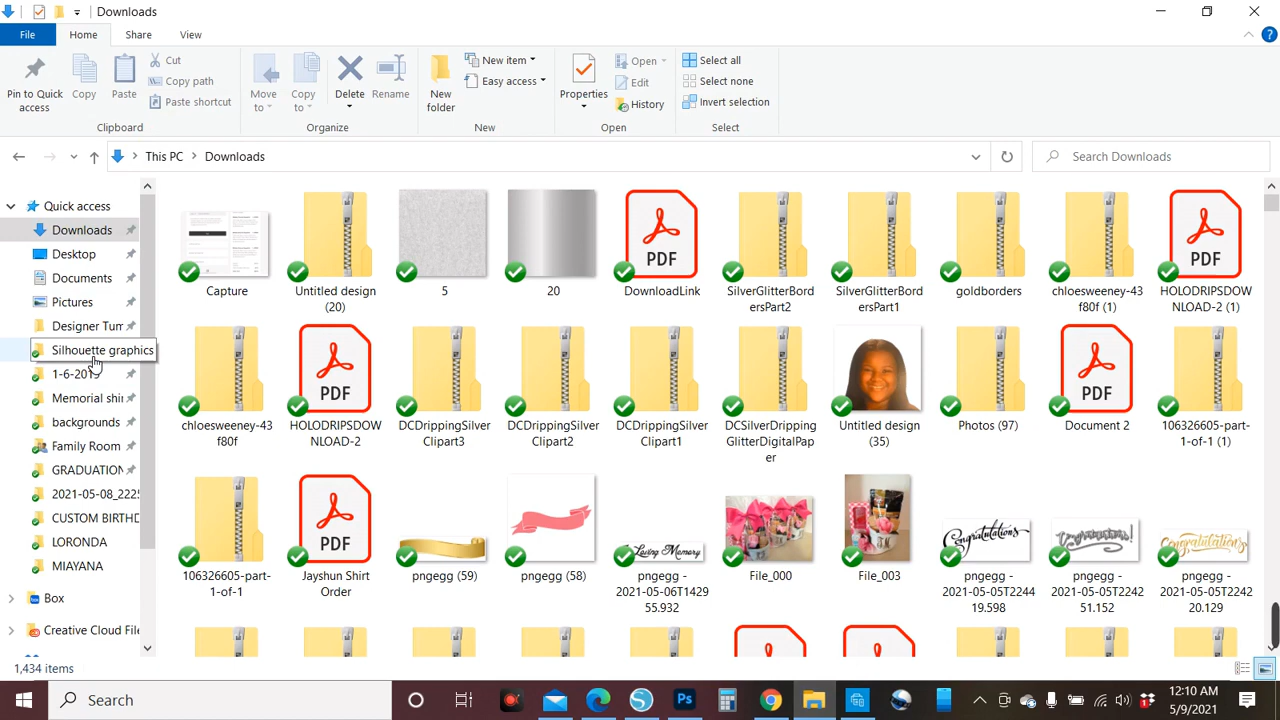 Downloads
File Home Share View
Pin to Quick access
Copy
Paste
Cut
Copy path
Paste shortcut
Clipboard
Move to
Copy to
Delete
Rename
Organize
New folder
New item
Easy access
New
Properties
Open
Edit
History
Open
Select all
Select none
Invert selection
Select
This PC > Downloads
Search Downloads
Quick access
Downloads
Desktop
Documents
Pictures
Designer Tum
Silhouette graphics
1-6-201
Memorial shi
backgrounds
Family Room
GRADUATION
2021-05-08_222
CUSTOM BIRTHD
LORONDA
MIAYANA
Box
Creative Cloud File
Capture
Untitled design
(20)
5
20
PDF
DownloadLink
SilverGlitterBord
ersPart2
SilverGlitterBord
ersPart1
goldborders
chloesweeney-43
f80f (1)
PDF
HOLODRIPSDOW
NLOAD-2 (1)
chloesweeney-43
f80f
PDF
HOLODRIPSDOW
NLOAD-2
DCDrippingSilver
Clipart3
DCDrippingSilver
Clipart2
DCDrippingSilver
Clipart1
DCSilverDripping
GlitterDigitalPap
er
Untitled design
(35)
Photos (97)
PDF
Document 2
106326605-part-
1-of-1 (1)
106326605-part-
1-of-1
PDF
Jayshun Shirt
Order
pngegg (59)
pngegg (58)
In Loving Memory
pngegg -
2021-05-06T1429
55.932
File_000
File_003
Congratulations
pngegg -
2021-05-05T2244
19.598
Congratulations!
pngegg -
2021-05-05T2242
51.152
Congratulations
pngegg -
2021-05-05T2242
20.129
1,434 items
Search
Ps
12:10 AM
5/9/2021